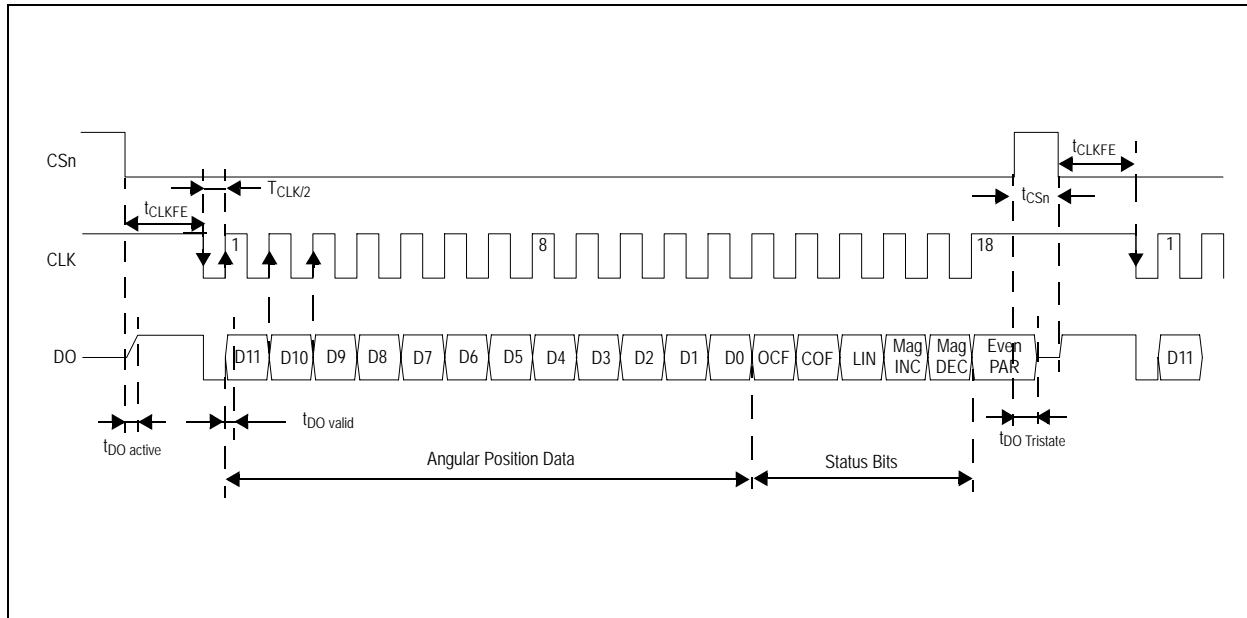 CSn
tCLKFE
tCSn
TCLK/2
tCLKFE
CLK
1
8
18
1
DO
D11
D10
D9
D8
D7
D6
D5
D4
D3
D2
D1
D0
OCF
COF
LIN
Mag
INC
Mag
DEC
Even
PAR
D11
tDO active
tDO valid
tDO Tristate
Angular Position Data
Status Bits